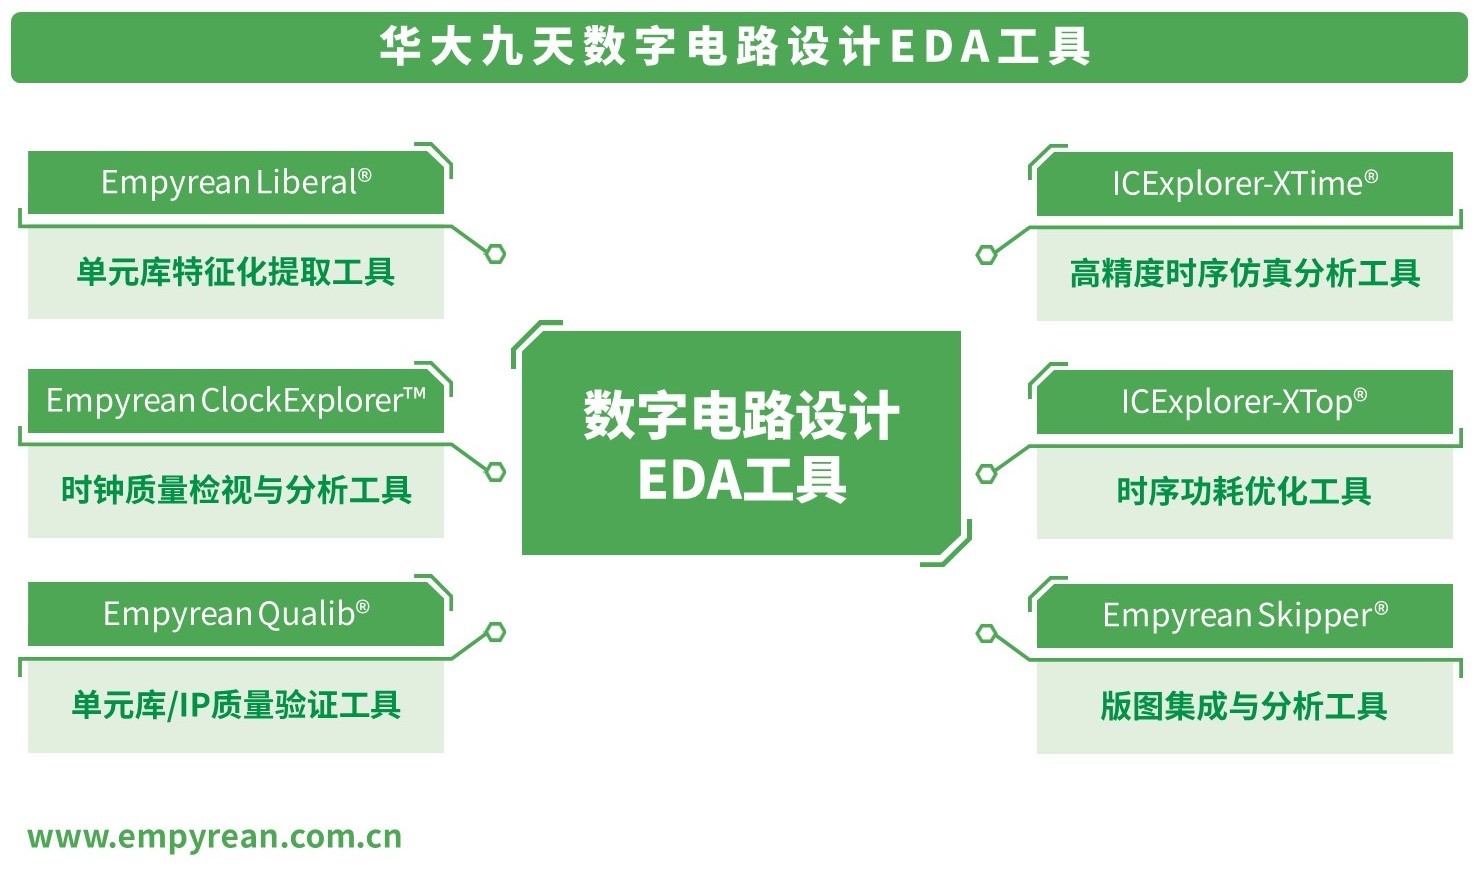 华大九天数字电路设计EDA工具
Empyrean Liberal®
单元库特征化提取工具
Empyrean ClockExplorer™
时钟质量检视与分析工具
Empyrean Qualib®
单元库/IP质量验证工具
数字电路设计
EDA工具
ICExplorer-XTime®
高精度时序仿真分析工具
ICExplorer-XTop®
时序功耗优化工具
Empyrean Skipper®
版图集成与分析工具
www.empyrean.com.cn